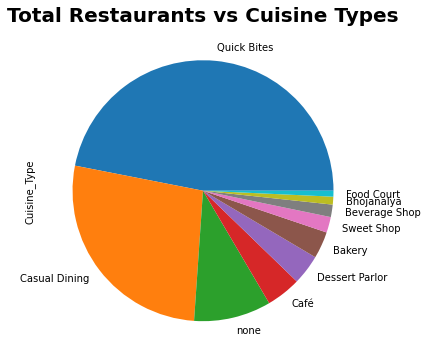 Total Restaurants vs Cuisine Types
Quick Bites
Food Court
Bhojanalya
Beverage Shop
Sweet Shop
Bakery
Dessert Parlor
Café
none
Casual Dining
Cuisine_Type